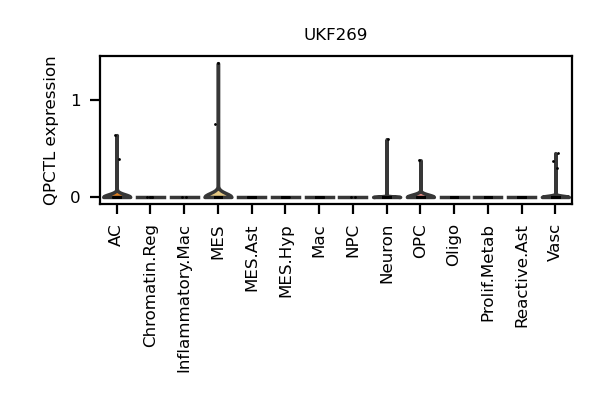 UKF269
QPCTL expression
1
0
AC
Chromatin.Reg
Inflammatory.Mac
MES
MES.Ast
MES.Hyp
Mac
NPC
Neuron
OPC
Oligo
Prolif.Metab
Reactive.Ast
Vasc